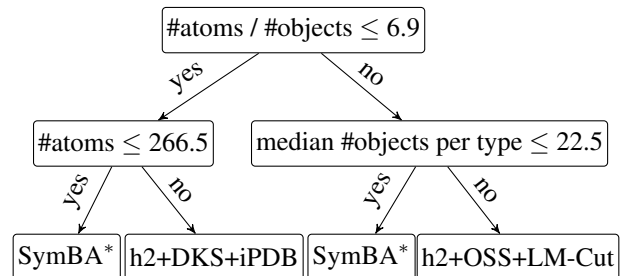 #atoms / #objects ≤ 6.9
yes no
#atoms ≤ 266.5 median #objects per type ≤ 22.5
yes no yes no
SymBA* h2+DKS+iPDB SymBA* h2+OSS+LM-Cut